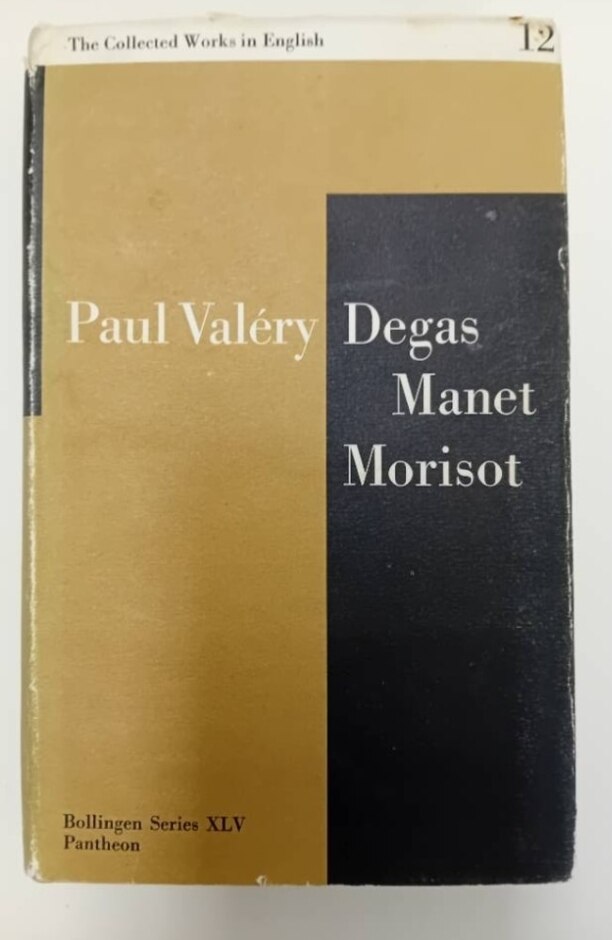 The Collected Works in English 12
Paul Valéry Degas
Manet
Morisot
Bollingen Series XLV
Pantheon